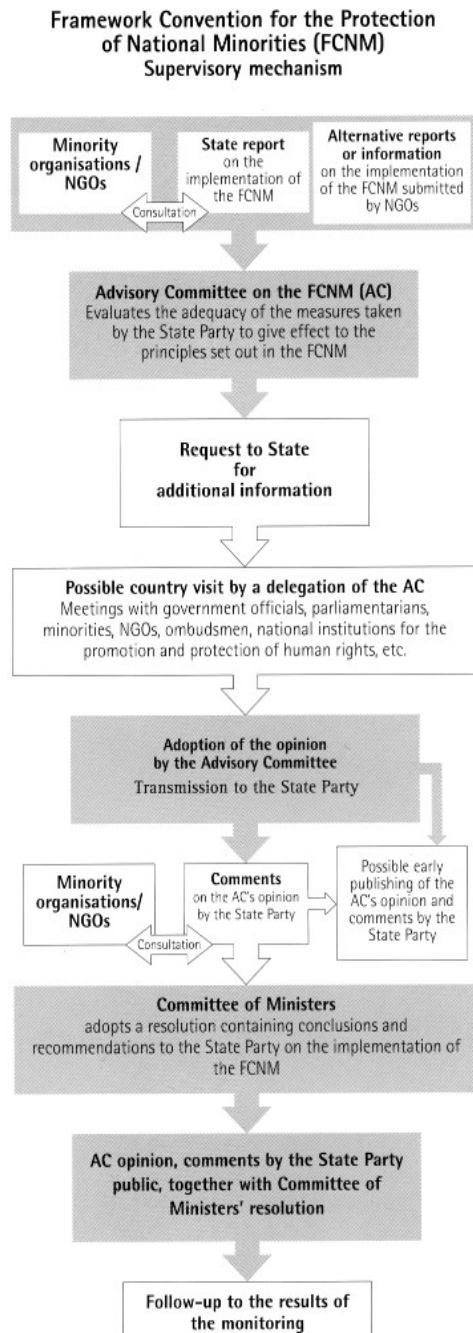 Framework Convention for the Protection
of National Minorities (FCNM)
Supervisory mechanism
Minority
organisations /
NGOs
Consultation
State report
on the
implementation of
the FCNM
Alternative reports
or information
on the implementation
of the FCNM submitted
by NGOs
Advisory Committee on the FCNM (AC)
Evaluates the adequacy of the measures taken
by the State Party to give effect to the
principles set out in the FCNM
Request to State
for
additional information
Possible country visit by a delegation of the AC
Meetings with government officials, parliamentarians,
minorities, NGOs, ombudsmen, national institutions for the
promotion and protection of human rights, etc.
Adoption of the opinion
by the Advisory Committee
Transmission to the State Party
Minority
organisations/
NGOs
Consultation
Comments
on the AC's opinion
by the State Party
Possible early
publishing of the
AC's opinion and
comments by the
State Party
Committee of Ministers
adopts a resolution containing conclusions and
recommendations to the State Party on the implementation of
the FCNM
AC opinion, comments by the State Party
public, together with Committee of
Ministers' resolution
Follow-up to the results of
the monitoring